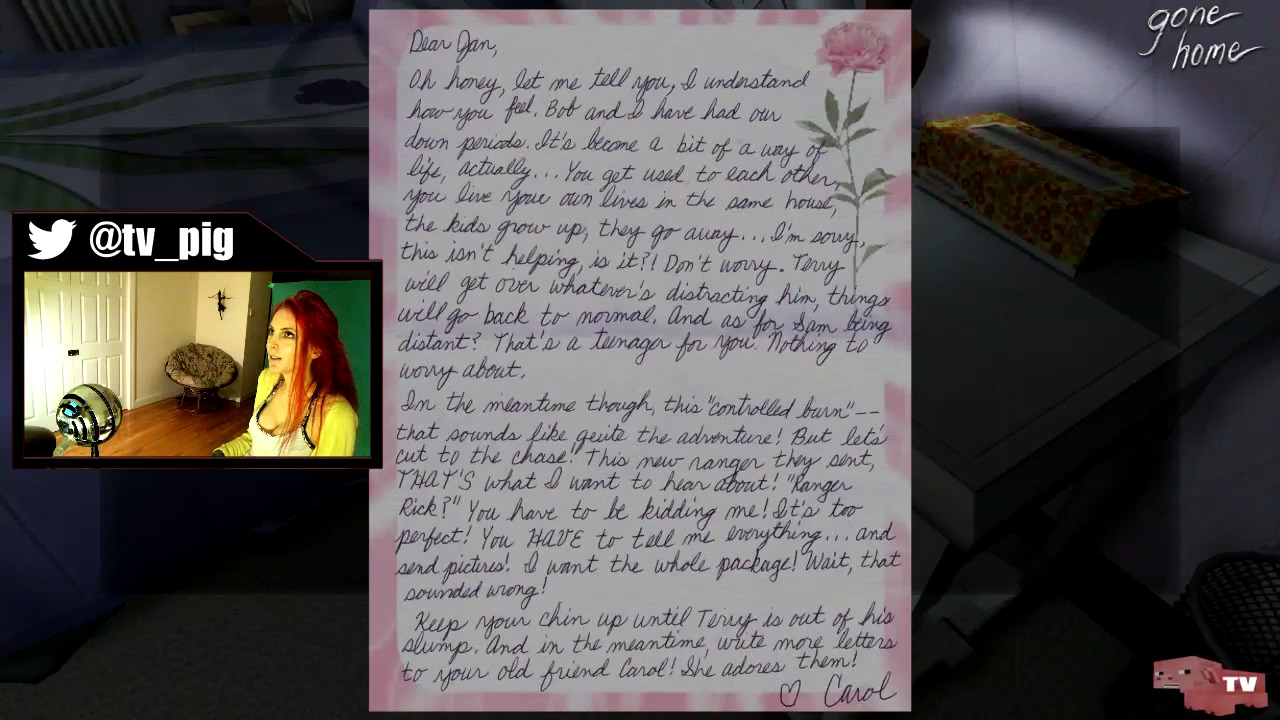 gone
home
Dear Jan,
Oh honey, let me tell you, I understand
how you feel. Bob and I have had our
down periods. It's become a bit of a way of
life, actually... You get used to each other,
you live your own lives in the same house,
the kids grow up, they go away... I'm sorry,
this isn't helping, is it?! Don't worry. Terry
will get over whatever's distracting him, things
will go back to normal. And as for Sam being
distant? That's a teenager for you. Nothing to
worry about.
In the meantime though, this "controlled burn"--
that sounds like quite the adventure! But let's
cut to the chase! This new ranger they sent,
THAT'S what I want to hear about! "Ranger
Rick?" You have to be kidding me! It's too
perfect! You HAVE to tell me everything... and
send pictures! I want the whole package! Wait, that
sounded wrong!
Keep your chin up until Terry is out of his
slump. And in the meantime, write more letters
to your old friend Carol! She adores them!
♡ Carol
@tv_pig
TV